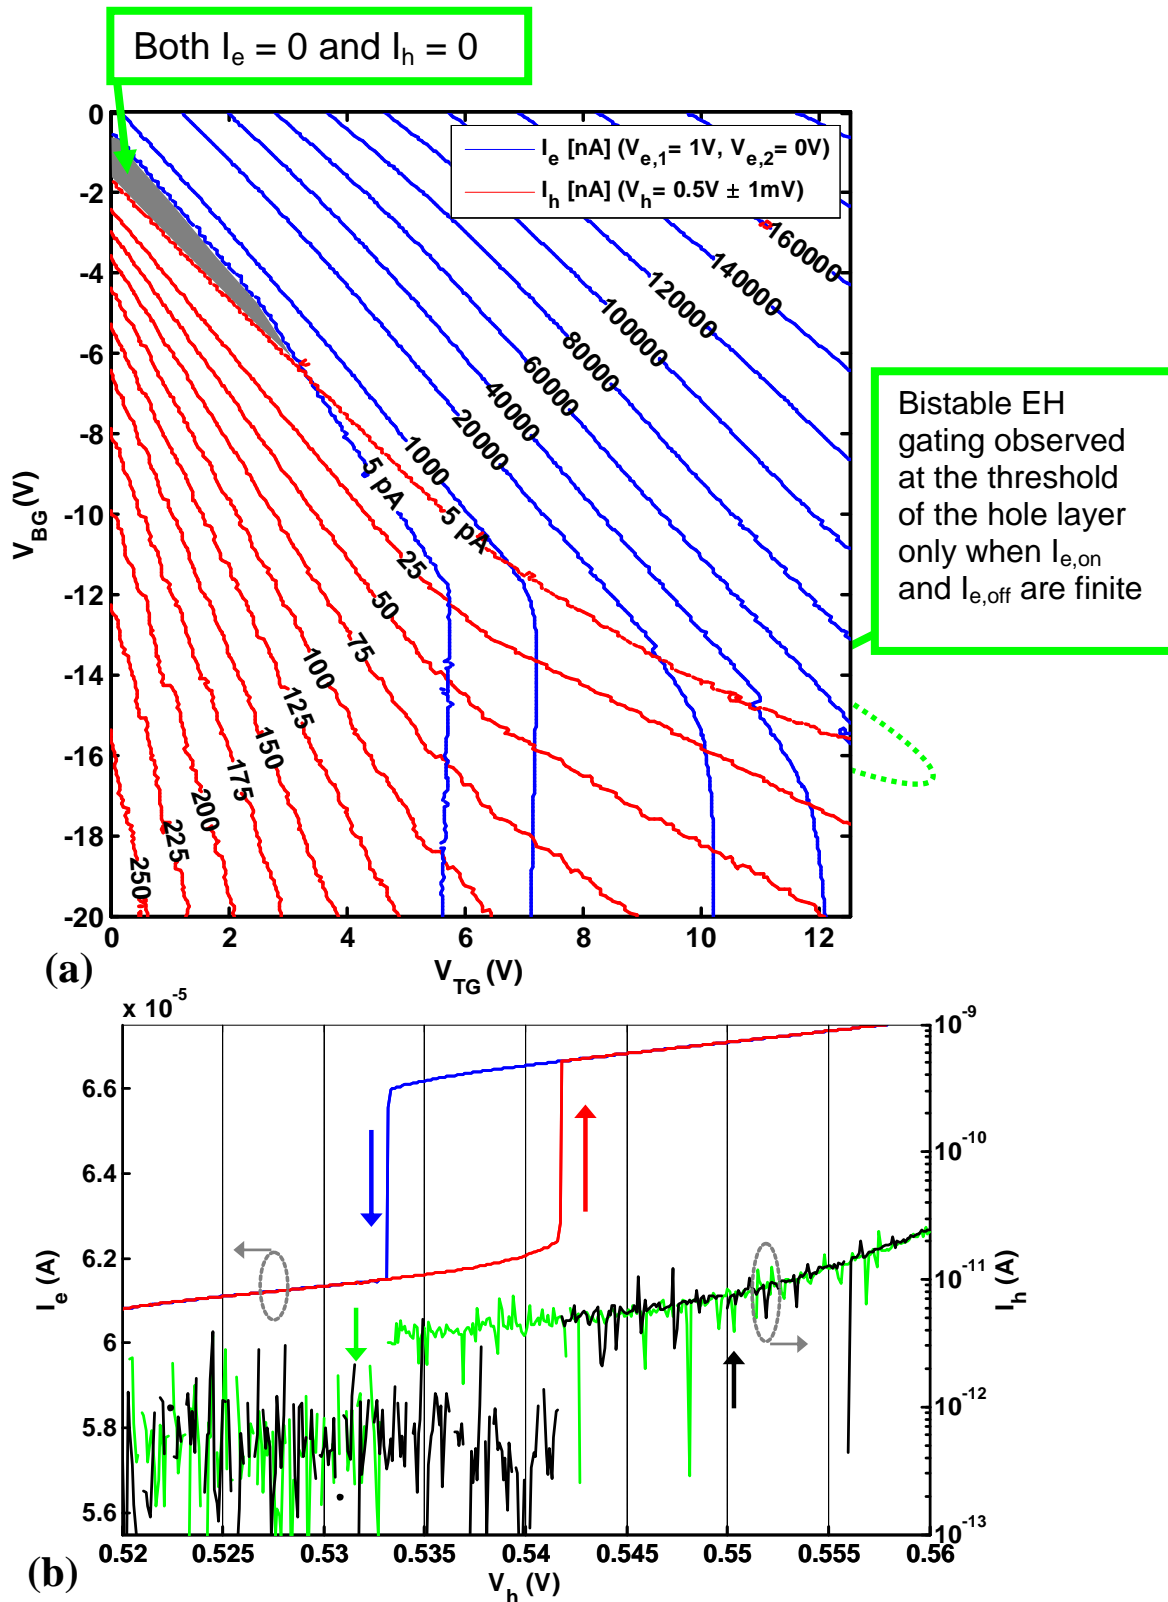 Both I_e = 0 and I_h = 0
I_e [nA] (V_e,1= 1V, V_e,2= 0V)
I_h [nA] (V_h= 0.5V ± 1mV)
0
-2
-4
-6
-8
-10
-12
-14
-16
-18
-20
V_BG (V)
160000
140000
120000
100000
80000
60000
40000
20000
1000
5 pA
5 pA
25
50
75
100
125
150
175
200
225
250
Bistable EH
gating observed
at the threshold
of the hole layer
only when I_e,on
and I_e,off are finite
0 2 4 6 8 10 12
V_TG (V)
(a)
x 10^-5
6.6
6.4
6.2
6
5.8
5.6
I_e (A)
10^-9
10^-10
10^-11
10^-12
10^-13
I_h (A)
0.52 0.525 0.53 0.535 0.54 0.545 0.55 0.555 0.56
V_h (V)
(b)